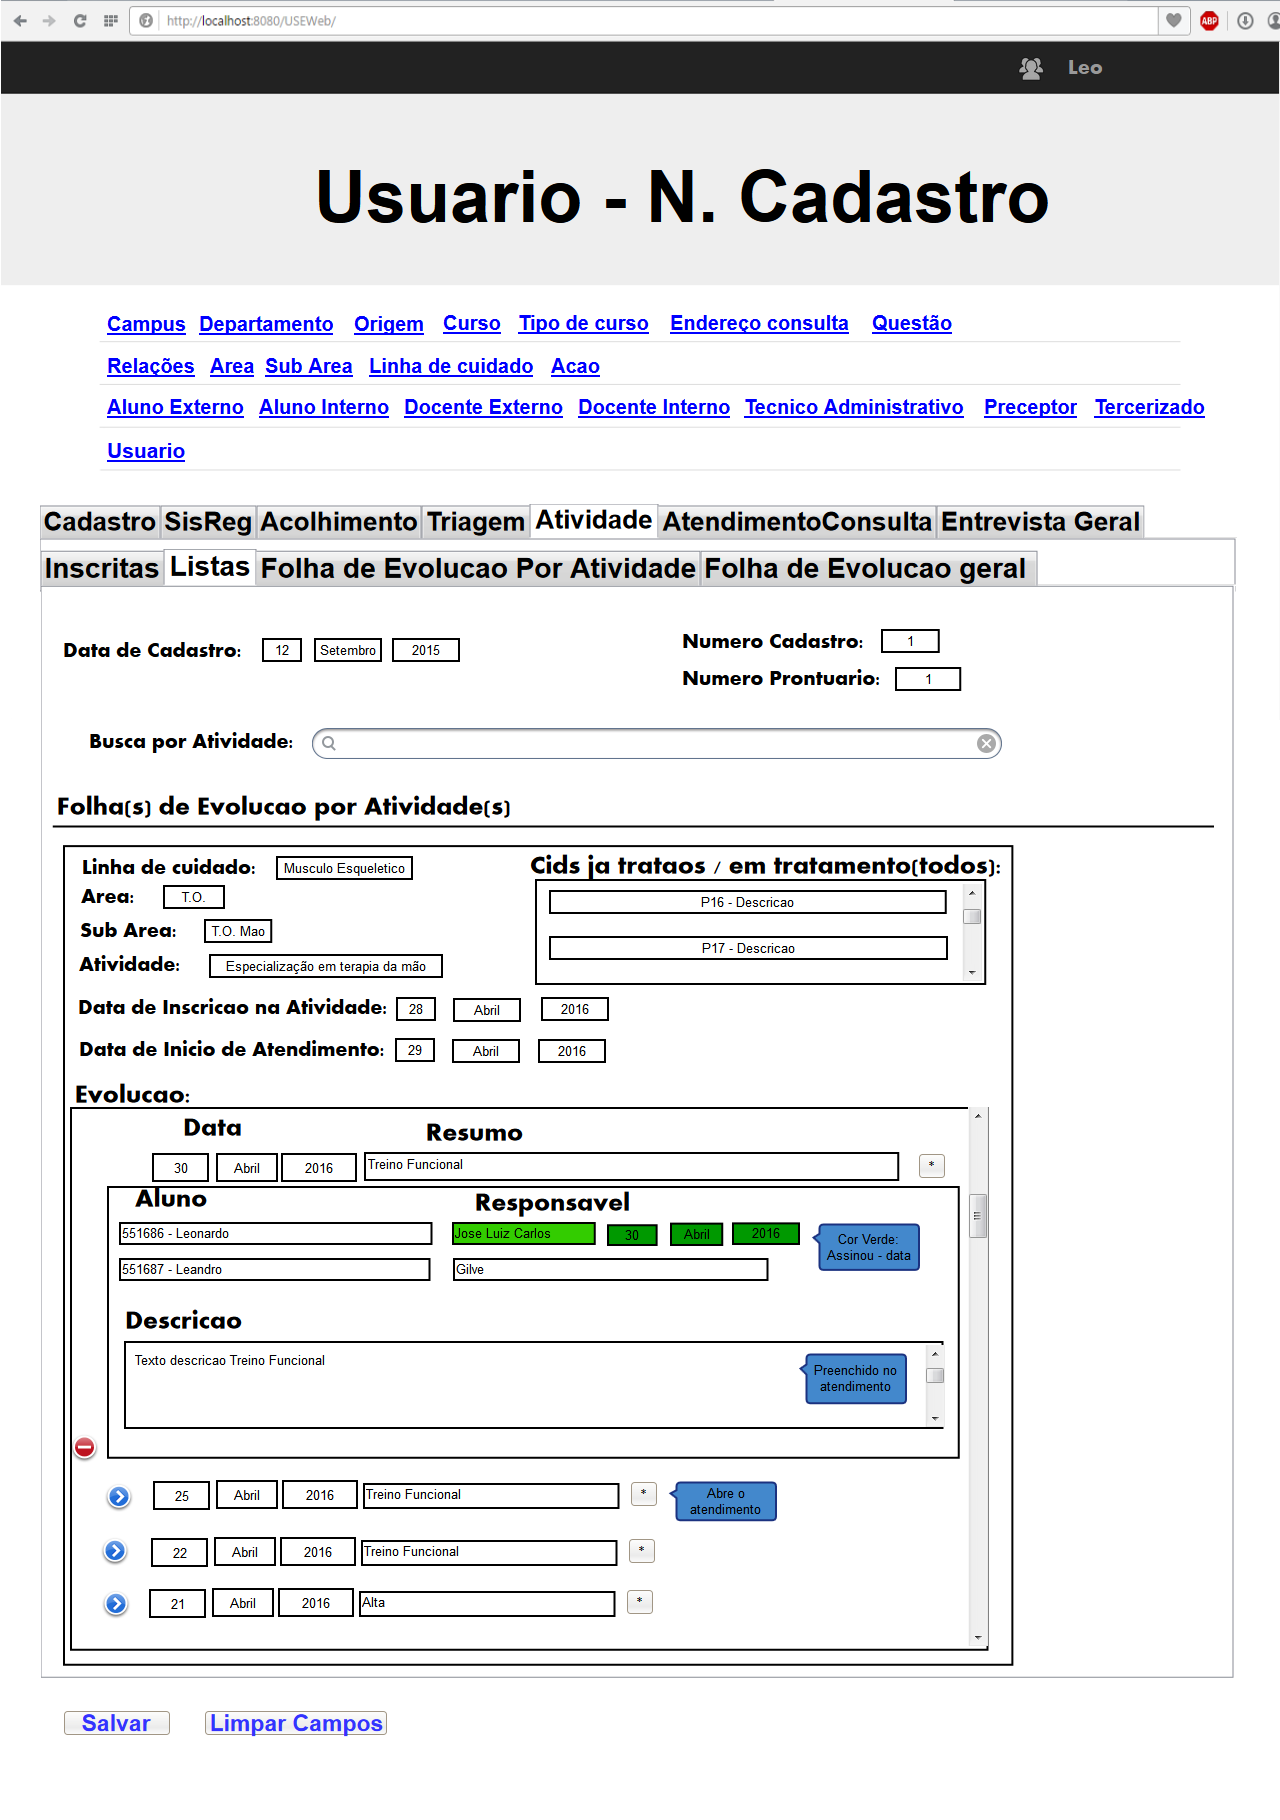 http://localhost:8080/USEWeb/
ABP
Leo
Usuario - N. Cadastro
Campus Departamento Origem Curso Tipo de curso Endereço consulta Questão
Relações Area Sub Area Linha de cuidado Acao
Aluno Externo Aluno Interno Docente Externo Docente Interno Tecnico Administrativo Preceptor Tercerizado
Usuario
Cadastro SisReg Acolhimento Triagem Atividade AtendimentoConsulta Entrevista Geral
Inscritas Listas Folha de Evolucao Por Atividade Folha de Evolucao geral
Data de Cadastro: 12 Setembro 2015
Numero Cadastro: 1
Numero Prontuario: 1
Busca por Atividade:
Folha(s) de Evolucao por Atividade(s)
Linha de cuidado: Musculo Esqueletico
Cids ja trataos / em tratamento(todos):
Area: T.O.
P16 - Descricao
Sub Area: T.O. Mao
P17 - Descricao
Atividade: Especialização em terapia da mão
Data de Inscricao na Atividade: 28 Abril 2016
Data de Inicio de Atendimento: 29 Abril 2016
Evolucao:
Data Resumo
30 Abril 2016 Treino Funcional *
Aluno Responsavel
551686 - Leonardo Jose Luiz Carlos 30 Abril 2016
Cor Verde:
Assinou - data
551687 - Leandro Gilve
Descricao
Texto descricao Treino Funcional
Preenchido no
atendimento
25 Abril 2016 Treino Funcional *
Abre o
atendimento
22 Abril 2016 Treino Funcional *
21 Abril 2016 Alta *
Salvar Limpar Campos